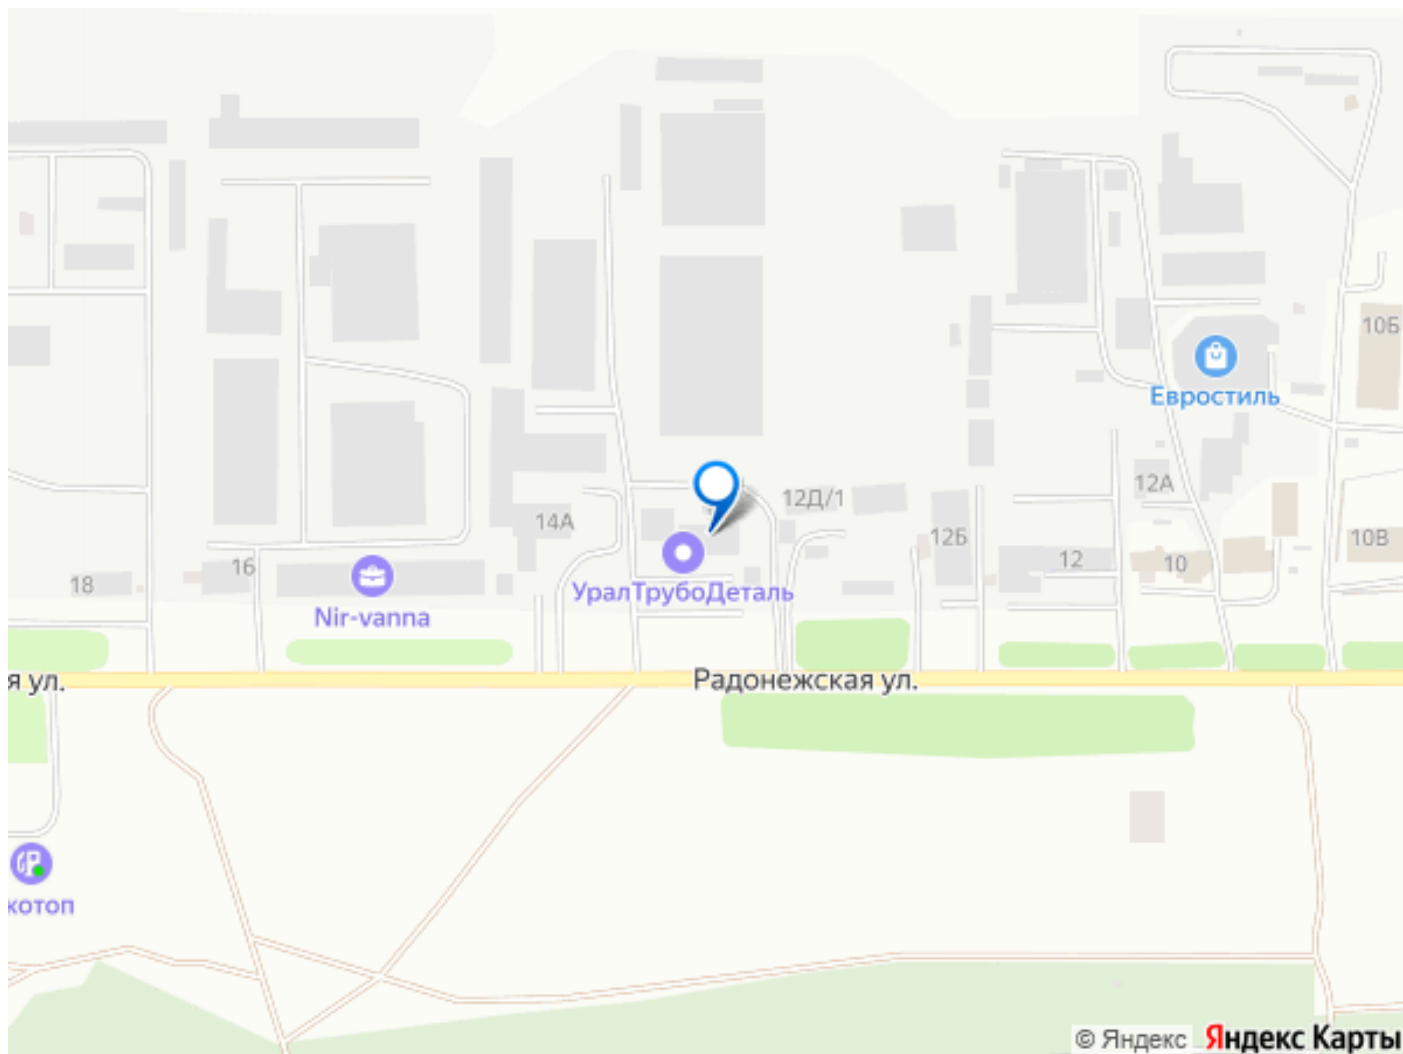 10Б
Евростиль
12А
12Д/1
14А
12Б
10В
12
10
16
18
УралТрубоДеталь
Nir-vanna
я ул.
Радонежская ул.
котоп
© Яндекс
Яндекс Карты